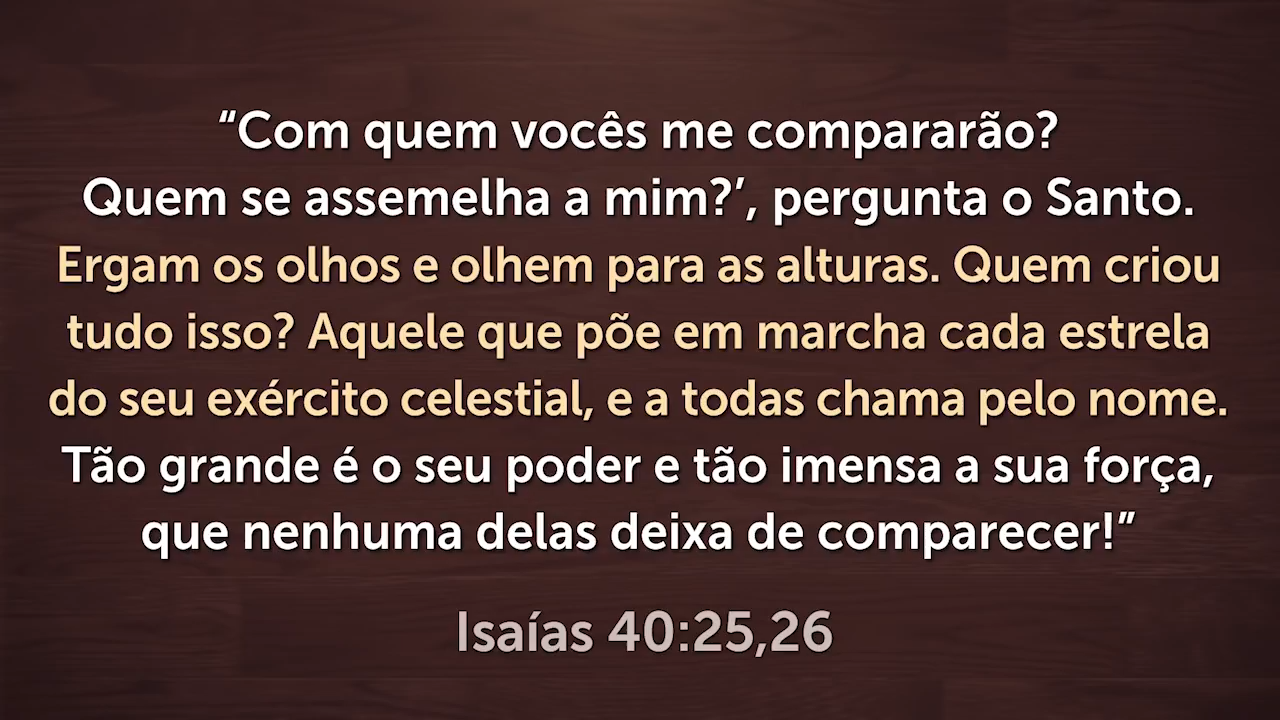 “Com quem vocês me compararão?
Quem se assemelha a mim?’, pergunta o Santo.
Ergam os olhos e olhem para as alturas. Quem criou
tudo isso? Aquele que põe em marcha cada estrela
do seu exército celestial, e a todas chama pelo nome.
Tão grande é o seu poder e tão imensa a sua força,
que nenhuma delas deixa de comparecer!”
Isaías 40:25,26